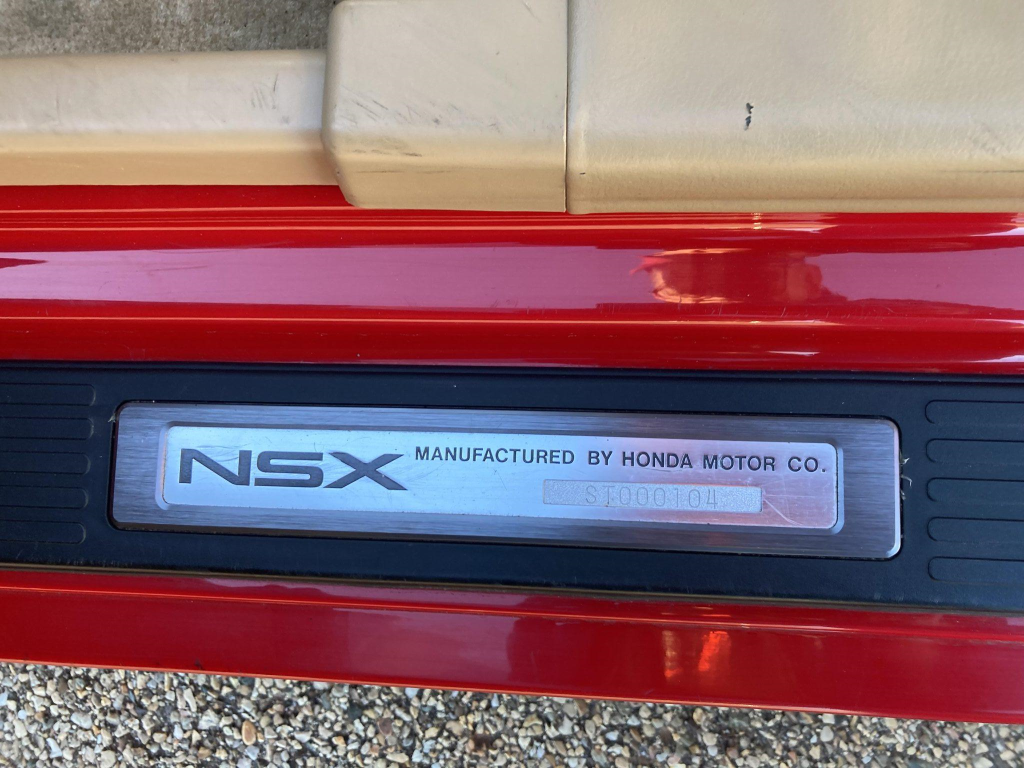 NSX MANUFACTURED BY HONDA MOTOR CO.
ST000104